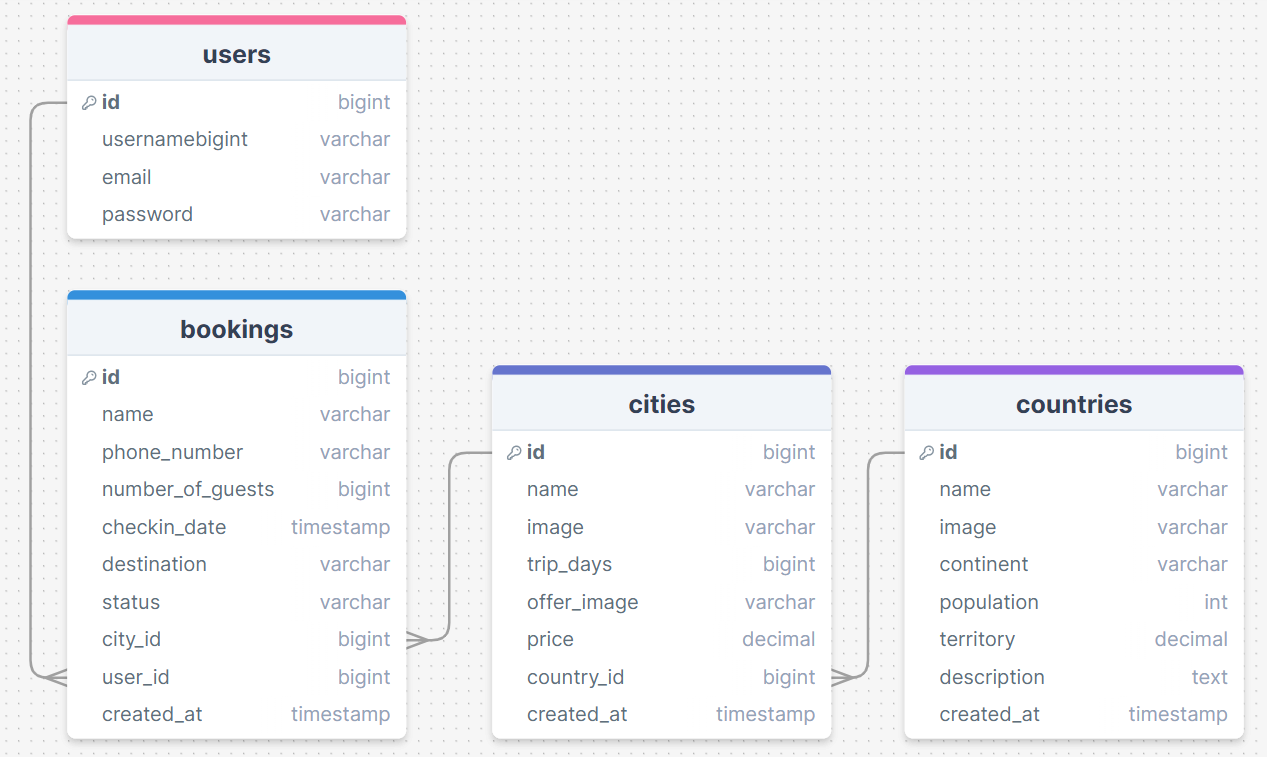 users
id bigint
usernamebigint varchar
email varchar
password varchar
bookings
id bigint
name varchar
phone_number varchar
number_of_guests bigint
checkin_date timestamp
destination varchar
status varchar
city_id bigint
user_id bigint
created_at timestamp
cities
id bigint
name varchar
image varchar
trip_days bigint
offer_image varchar
price decimal
country_id bigint
created_at timestamp
countries
id bigint
name varchar
image varchar
continent varchar
population int
territory decimal
description text
created_at timestamp